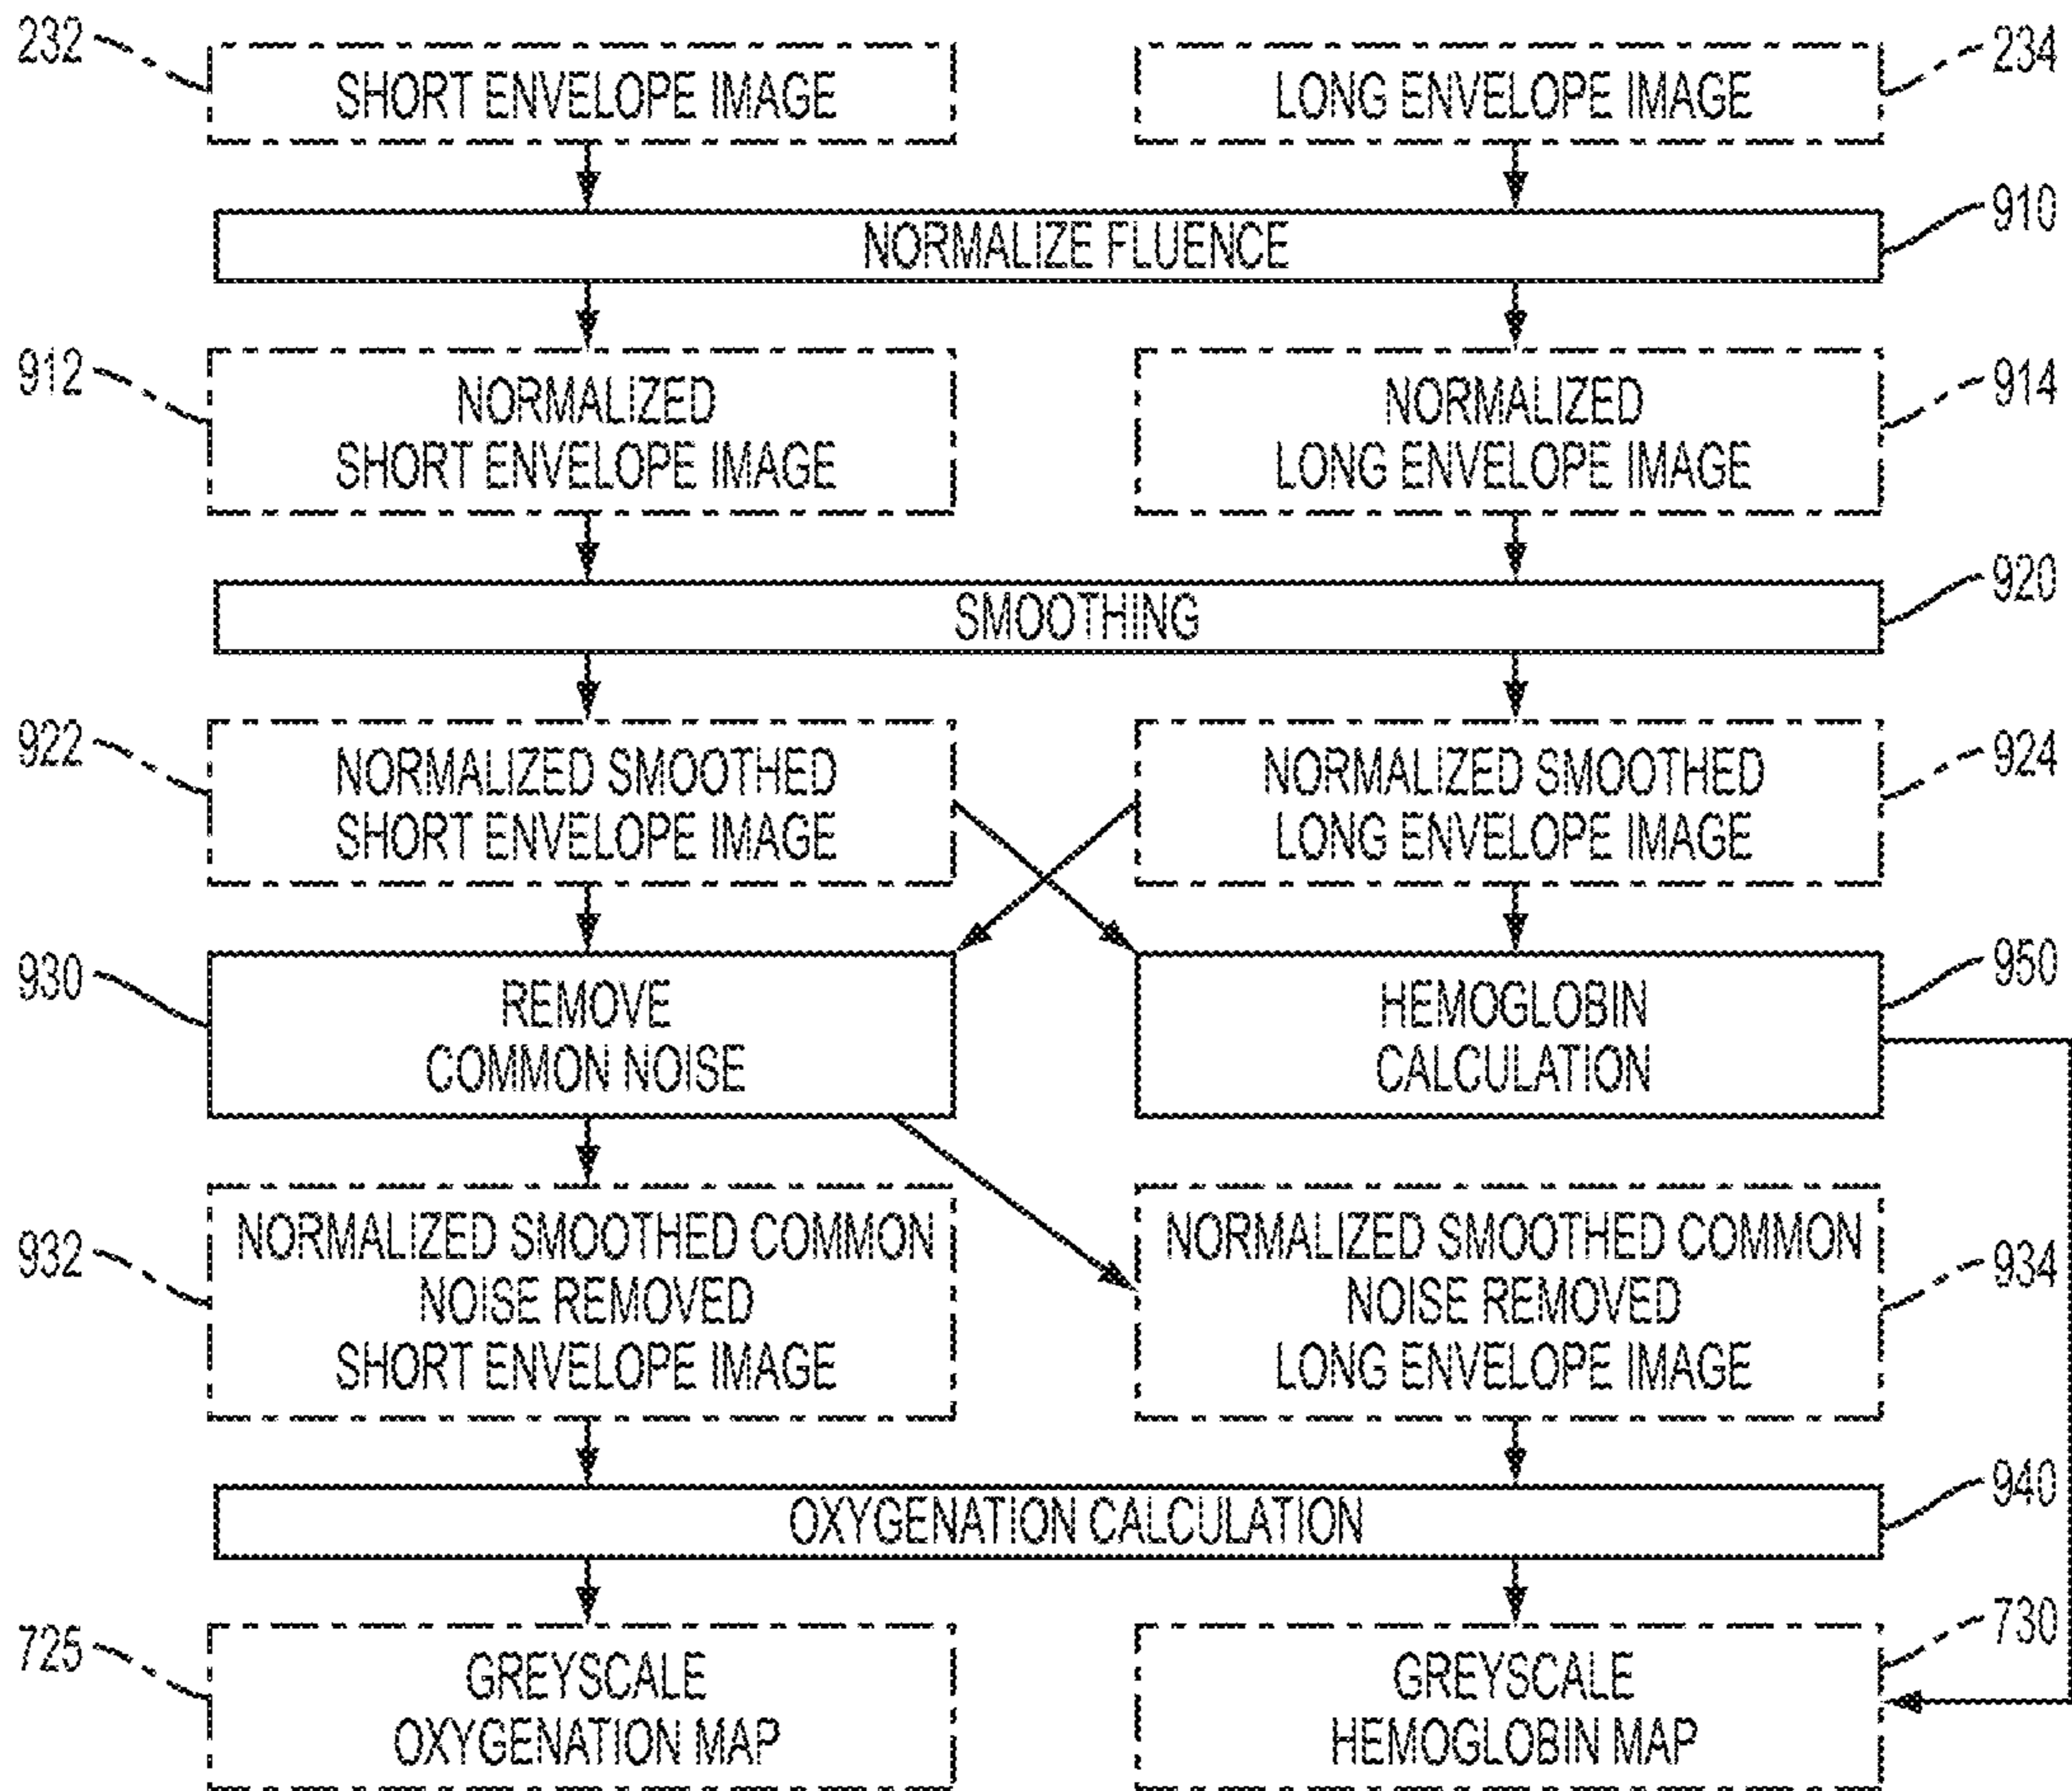 232
SHORT ENVELOPE IMAGE
LONG ENVELOPE IMAGE
234
NORMALIZE FLUENCE
910
912
NORMALIZED
SHORT ENVELOPE IMAGE
NORMALIZED
LONG ENVELOPE IMAGE
914
SMOOTHING
920
922
NORMALIZED SMOOTHED
SHORT ENVELOPE IMAGE
NORMALIZED SMOOTHED
LONG ENVELOPE IMAGE
924
930
REMOVE
COMMON NOISE
HEMOGLOBIN
CALCULATION
950
932
NORMALIZED SMOOTHED COMMON
NOISE REMOVED
SHORT ENVELOPE IMAGE
NORMALIZED SMOOTHED COMMON
NOISE REMOVED
LONG ENVELOPE IMAGE
934
OXYGENATION CALCULATION
940
725
GREYSCALE
OXYGENATION MAP
GREYSCALE
HEMOGLOBIN MAP
730